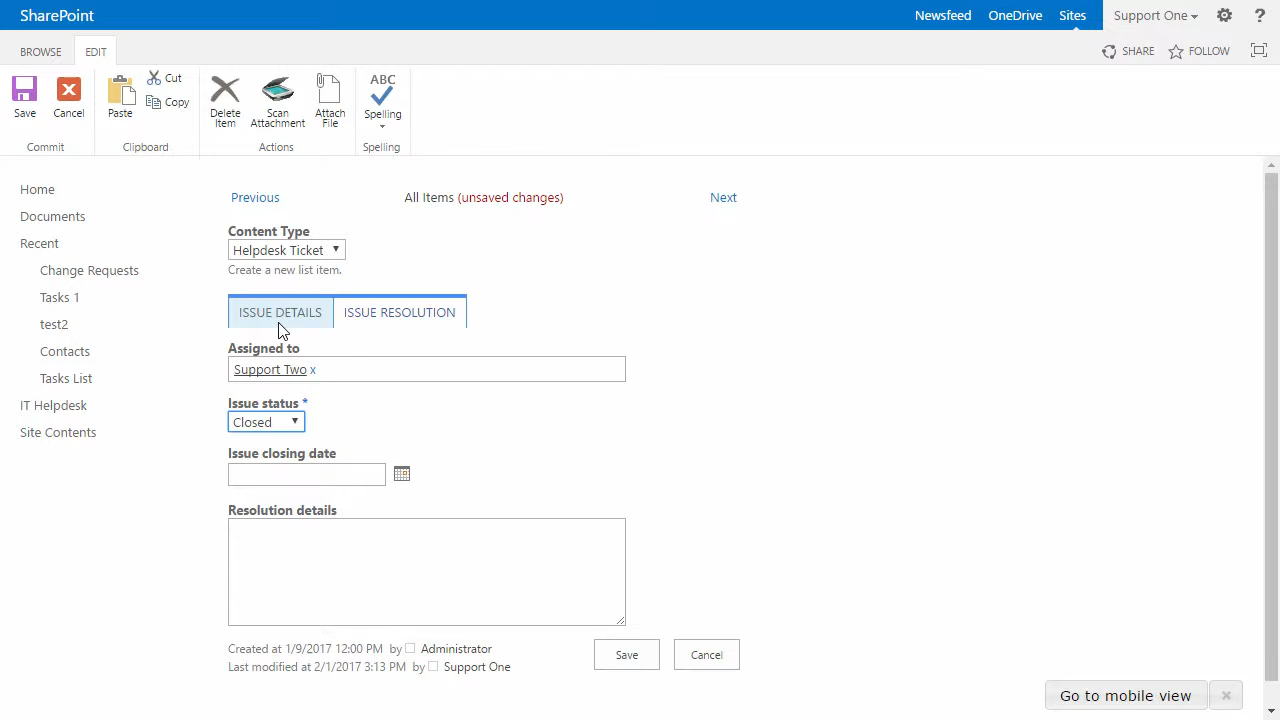 SharePoint
Newsfeed OneDrive Sites Support One ?
BROWSE EDIT
SHARE FOLLOW
Save Cancel Paste Cut Copy Delete Item Scan Attachment Attach File ABC Spelling
Commit Clipboard Actions Spelling
Home
Documents
Recent
Change Requests
Tasks 1
test2
Contacts
Tasks List
IT Helpdesk
Site Contents
Previous All Items (unsaved changes) Next
Content Type
Helpdesk Ticket
Create a new list item.
ISSUE DETAILS ISSUE RESOLUTION
Assigned to
Support Two x
Issue status *
Closed
Issue closing date
Resolution details
Created at 1/9/2017 12:00 PM by Administrator
Last modified at 2/1/2017 3:13 PM by Support One
Save Cancel
Go to mobile view ×